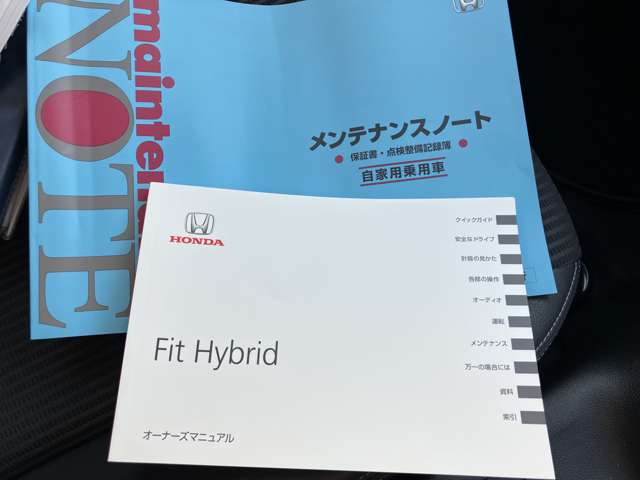 maintenance
NOTE
メンテナンスノート
保証書・点検整備記録簿
自家用乗用車
HONDA
Fit Hybrid
オーナーズマニュアル
クイックガイド
安全なドライブ
計器の見かた
各部の操作
オーディオ
運転
メンテナンス
万一の場合には
資料
索引